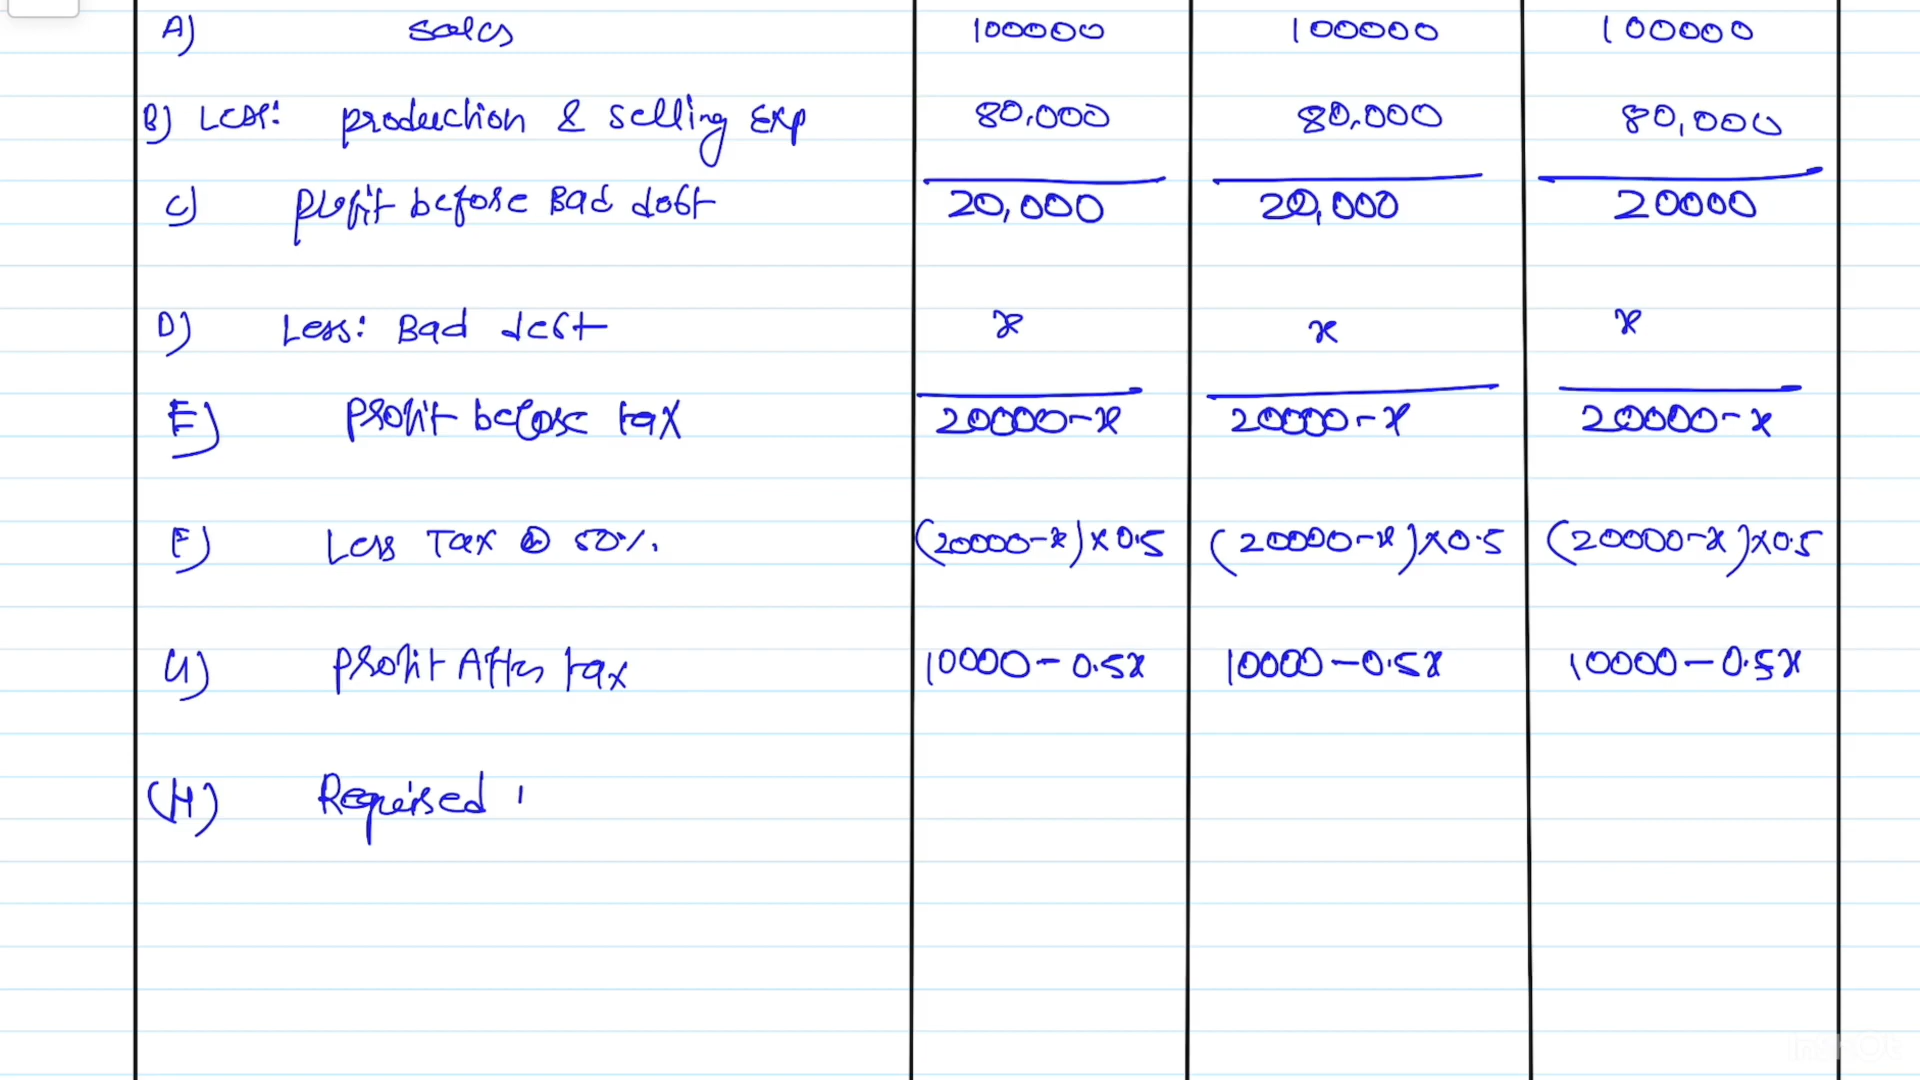 A) Sales 100000 100000 100000
B) Less: production & selling Exp 80,000 80,000 80,000
C) profit before Bad debt 20,000 20,000 20000
D) Less: Bad debt x x x
E) profit before tax 20000-x 20000-x 20000-x
F) Less Tax @ 50%. (20000-x)x0.5 (20000-x)x0.5 (20000-x)x0.5
G) profit After tax 10000-0.5x 10000-0.5x 10000-0.5x
(H) Required